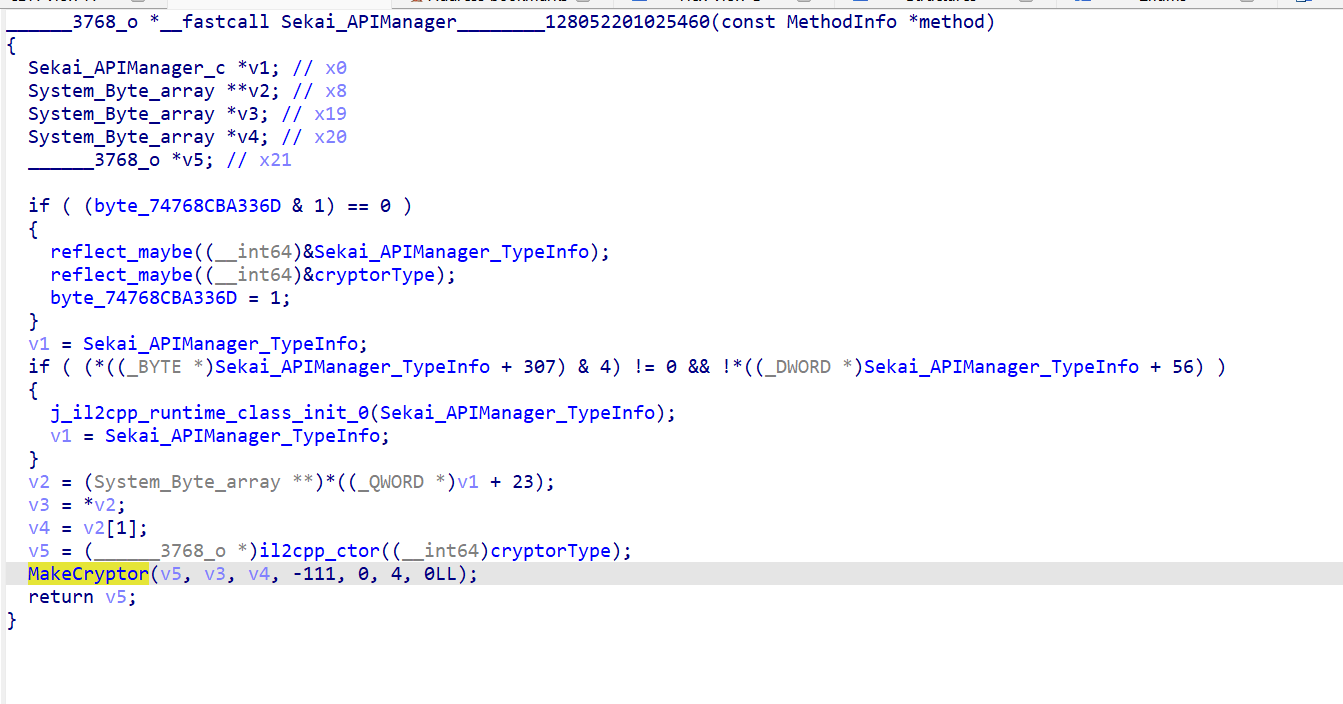 ______3768_o *__fastcall Sekai_APIManager________128052201025460(const MethodInfo *method)
{
  Sekai_APIManager_c *v1; // x0
  System_Byte_array **v2; // x8
  System_Byte_array *v3; // x19
  System_Byte_array *v4; // x20
  ______3768_o *v5; // x21

  if ( (byte_74768CBA336D & 1) == 0 )
  {
    reflect_maybe((__int64)&Sekai_APIManager_TypeInfo);
    reflect_maybe((__int64)&cryptorType);
    byte_74768CBA336D = 1;
  }
  v1 = Sekai_APIManager_TypeInfo;
  if ( (*((_BYTE *)Sekai_APIManager_TypeInfo + 307) & 4) != 0 && !*((_DWORD *)Sekai_APIManager_TypeInfo + 56) )
  {
    j_il2cpp_runtime_class_init_0(Sekai_APIManager_TypeInfo);
    v1 = Sekai_APIManager_TypeInfo;
  }
  v2 = (System_Byte_array **)*((_QWORD *)v1 + 23);
  v3 = *v2;
  v4 = v2[1];
  v5 = (______3768_o *)il2cpp_ctor((__int64)cryptorType);
  MakeCryptor(v5, v3, v4, -111, 0, 4, 0LL);
  return v5;
}